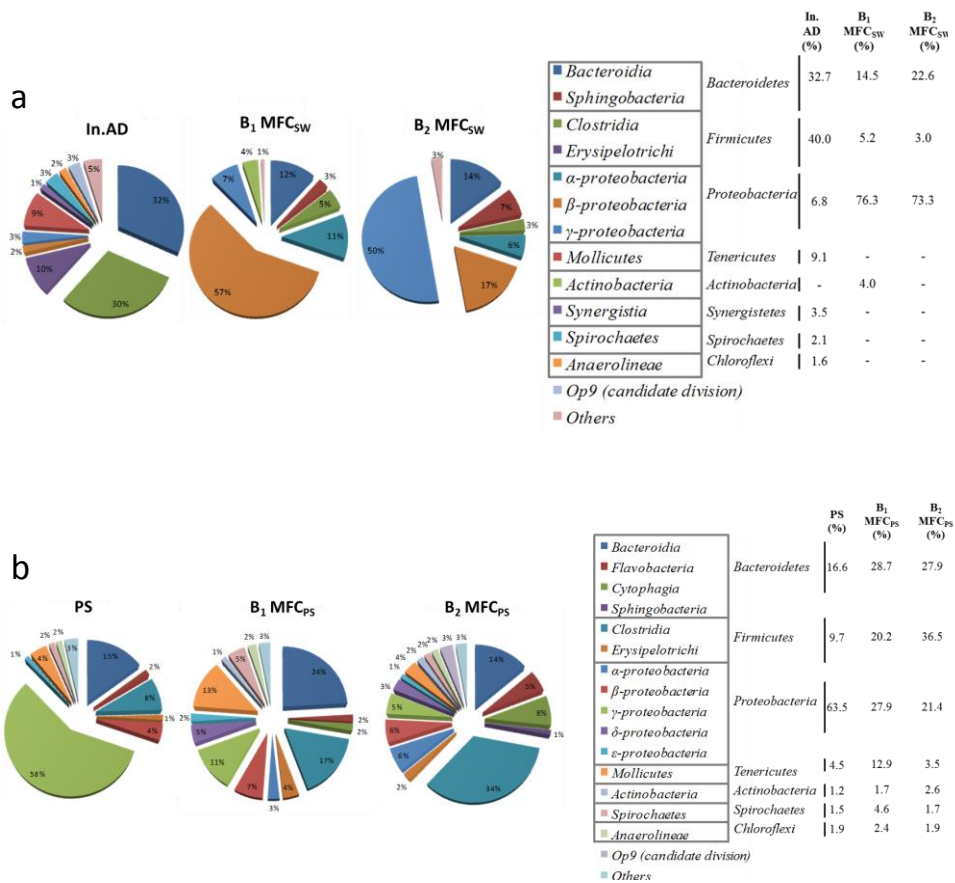 a
In.AD
5%
3%
2%
3%
1%
9%
3%
2%
10%
30%
32%
B₁ MFCSW
1%
4%
7%
12%
3%
5%
11%
57%
B₂ MFCSW
3%
14%
7%
3%
6%
17%
50%
In. AD (%)
B₁ MFCSW (%)
B₂ MFCSW (%)
Bacteroidia
Sphingobacteria
Bacteroidetes 32.7 14.5 22.6
Clostridia
Erysipelotrichi
Firmicutes 40.0 5.2 3.0
α-proteobacteria
β-proteobacteria
γ-proteobacteria
Proteobacteria 6.8 76.3 73.3
Mollicutes Tenericutes 9.1 - -
Actinobacteria Actinobacteria - 4.0 -
Synergistia Synergistetes 3.5 - -
Spirochaetes Spirochaetes 2.1 - -
Anaerolineae Chloroflexi 1.6 - -
Op9 (candidate division)
Others
b
PS
3%
2%
2%
4%
1%
58%
15%
2%
8%
1%
4%
B₁ MFCPS
3%
2%
5%
1%
13%
2%
5%
11%
7%
3%
4%
17%
2%
2%
24%
B₂ MFCPS
3%
3%
2%
2%
4%
1%
3%
5%
6%
6%
2%
34%
1%
8%
5%
14%
PS (%)
B₁ MFCPS (%)
B₂ MFCPS (%)
Bacteroidia
Flavobacteria
Cytophagia
Sphingobacteria
Bacteroidetes 16.6 28.7 27.9
Clostridia
Erysipelotrichi
Firmicutes 9.7 20.2 36.5
α-proteobacteria
β-proteobacteria
γ-proteobacteria
δ-proteobacteria
ε-proteobacteria
Proteobacteria 63.5 27.9 21.4
Mollicutes Tenericutes 4.5 12.9 3.5
Actinobacteria Actinobacteria 1.2 1.7 2.6
Spirochaetes Spirochaetes 1.5 4.6 1.7
Anaerolineae Chloroflexi 1.9 2.4 1.9
Op9 (candidate division)
Others